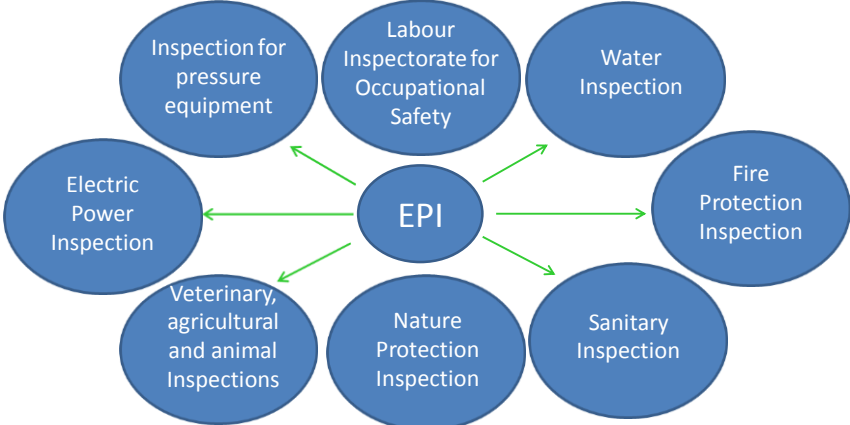 Inspection for
pressure
equipment
Labour
Inspectorate for
Occupational
Safety
Water
Inspection
Electric
Power
Inspection
EPI
Fire
Protection
Inspection
Veterinary,
agricultural
and animal
Inspections
Nature
Protection
Inspection
Sanitary
Inspection